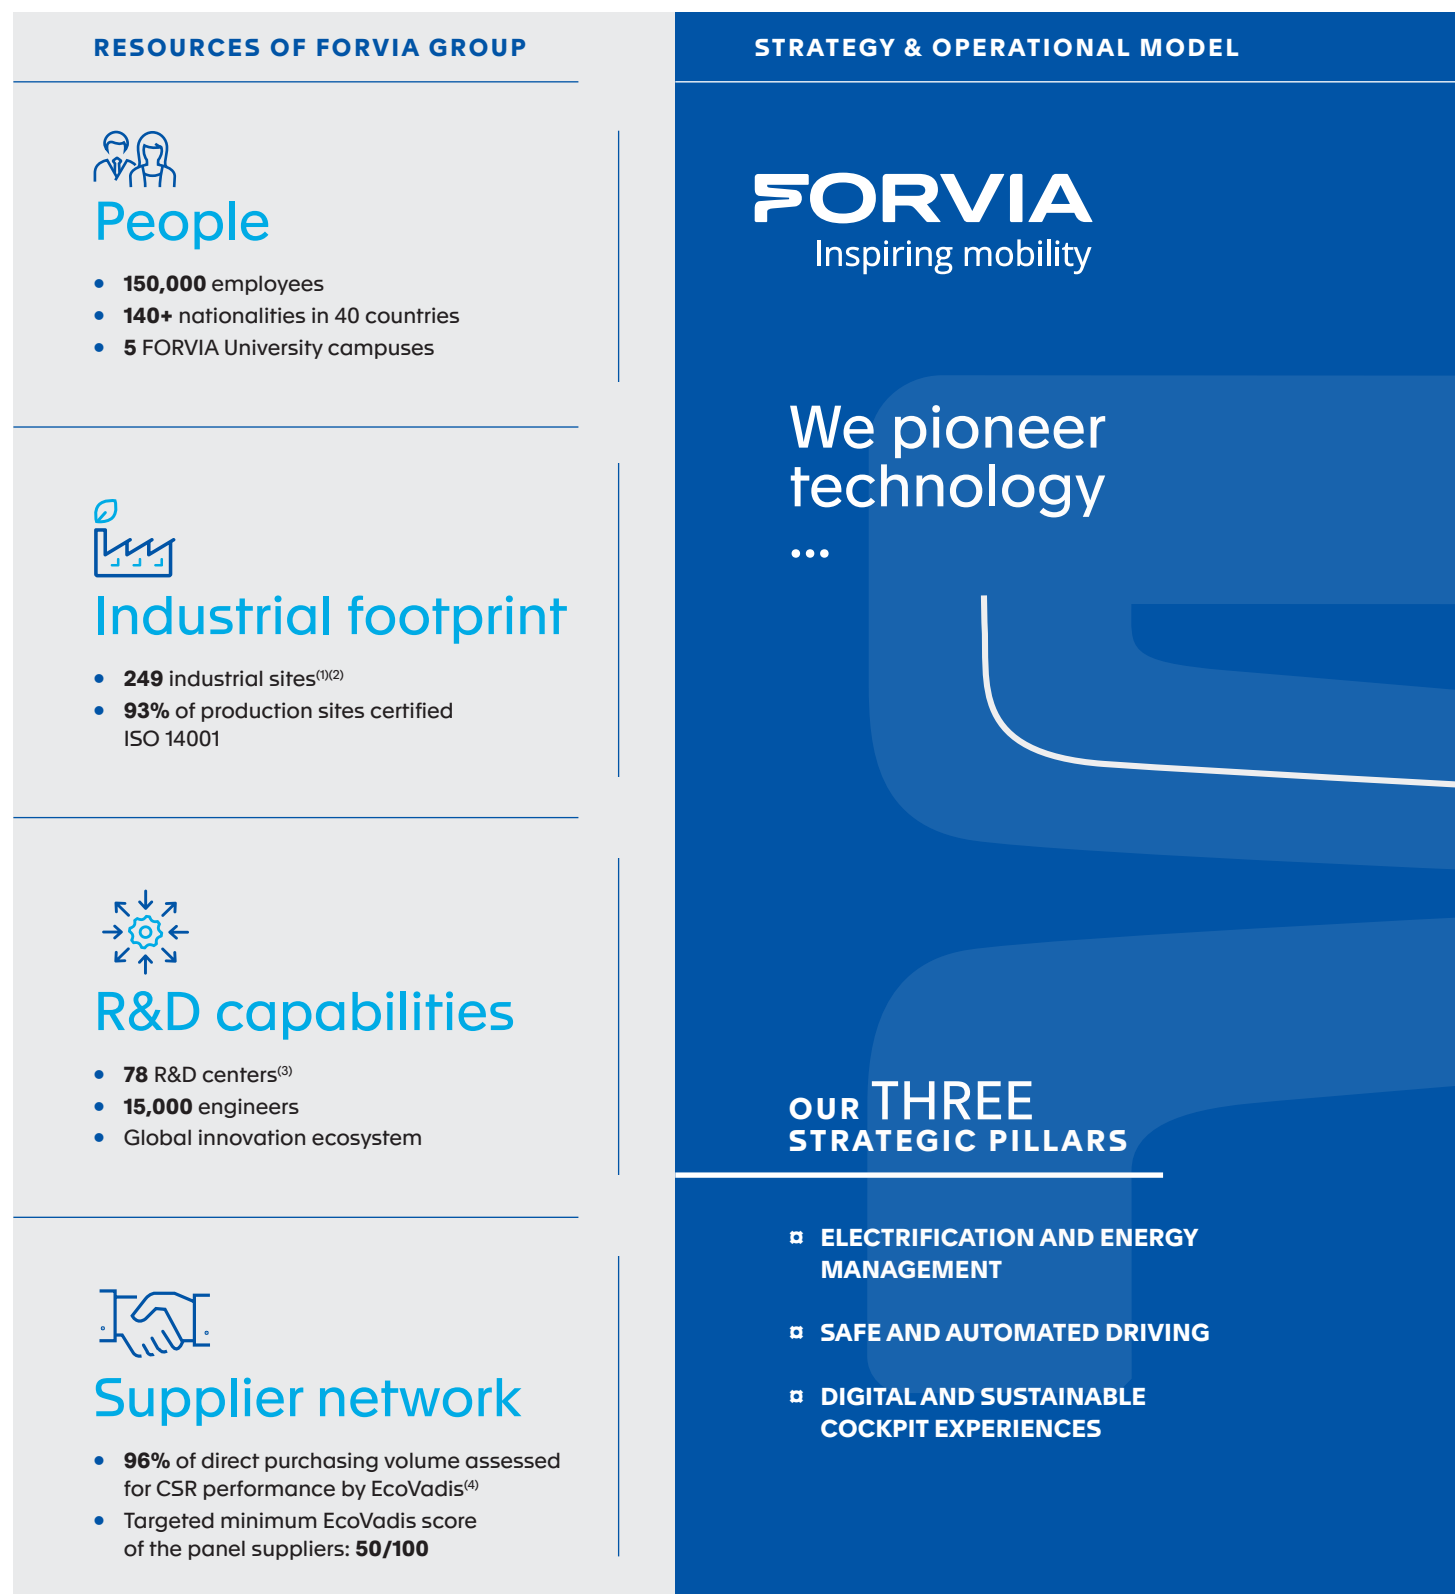 RESOURCES OF FORVIA GROUP
People
• 150,000 employees
• 140+ nationalities in 40 countries
• 5 FORVIA University campuses
Industrial footprint
• 249 industrial sites(1)(2)
• 93% of production sites certified
ISO 14001
R&D capabilities
• 78 R&D centers(3)
• 15,000 engineers
• Global innovation ecosystem
Supplier network
• 96% of direct purchasing volume assessed
for CSR performance by EcoVadis(4)
• Targeted minimum EcoVadis score
of the panel suppliers: 50/100
STRATEGY & OPERATIONAL MODEL
FORVIA
Inspiring mobility
We pioneer
technology
...
OUR THREE
STRATEGIC PILLARS
¤ ELECTRIFICATION AND ENERGY
MANAGEMENT
¤ SAFE AND AUTOMATED DRIVING
¤ DIGITAL AND SUSTAINABLE
COCKPIT EXPERIENCES